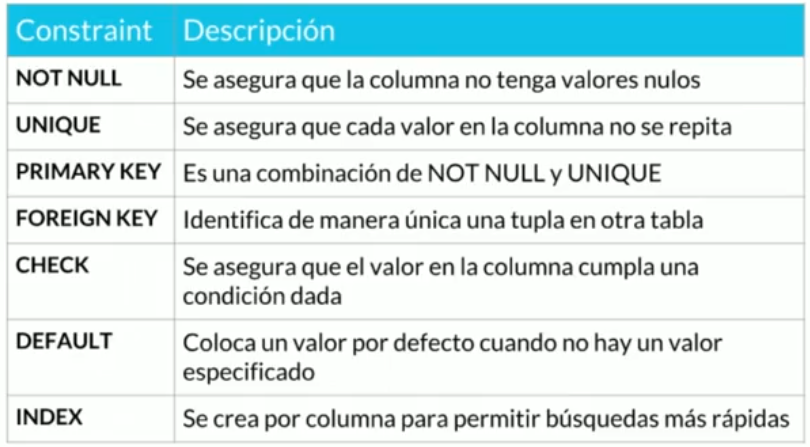 Constraint Descripción
NOT NULL Se asegura que la columna no tenga valores nulos
UNIQUE Se asegura que cada valor en la columna no se repita
PRIMARY KEY Es una combinación de NOT NULL y UNIQUE
FOREIGN KEY Identifica de manera única una tupla en otra tabla
CHECK Se asegura que el valor en la columna cumpla una
condición dada
DEFAULT Coloca un valor por defecto cuando no hay un valor
especificado
INDEX Se crea por columna para permitir búsquedas más rápidas